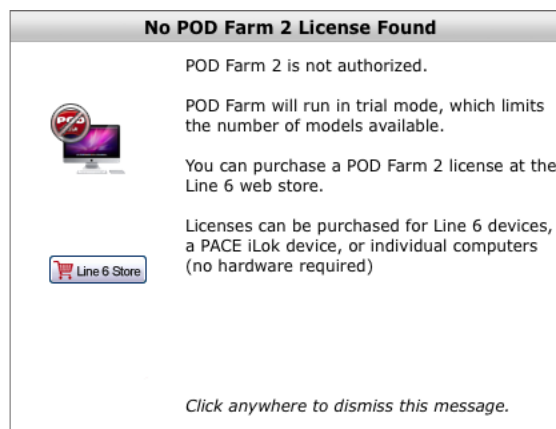 No POD Farm 2 License Found
POD Farm 2 is not authorized.
POD Farm will run in trial mode, which limits
the number of models available.
You can purchase a POD Farm 2 license at the
Line 6 web store.
Licenses can be purchased for Line 6 devices,
a PACE iLok device, or individual computers
(no hardware required)
Line 6 Store
Click anywhere to dismiss this message.